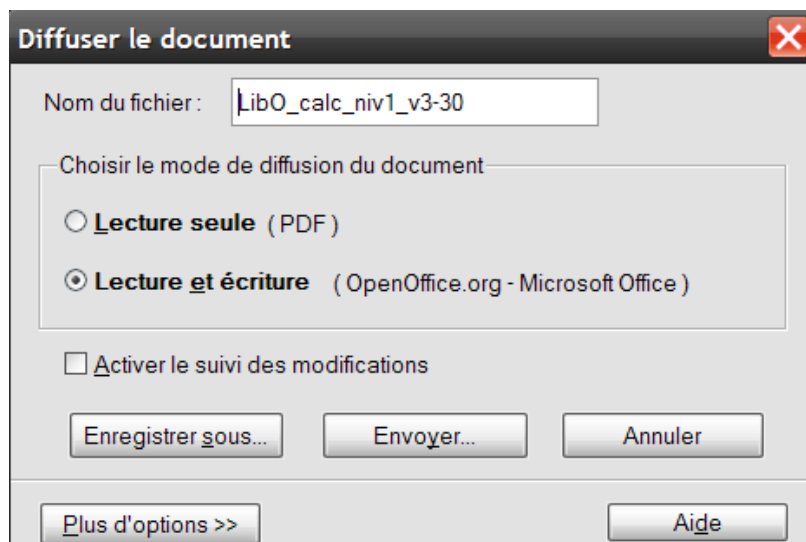 Diffuser le document
Nom du fichier : LibO_calc_niv1_v3-30
Choisir le mode de diffusion du document
Lecture seule ( PDF )
Lecture et écriture ( OpenOffice.org - Microsoft Office )
Activer le suivi des modifications
Enregistrer sous... Envoyer... Annuler
Plus d'options >> Aide